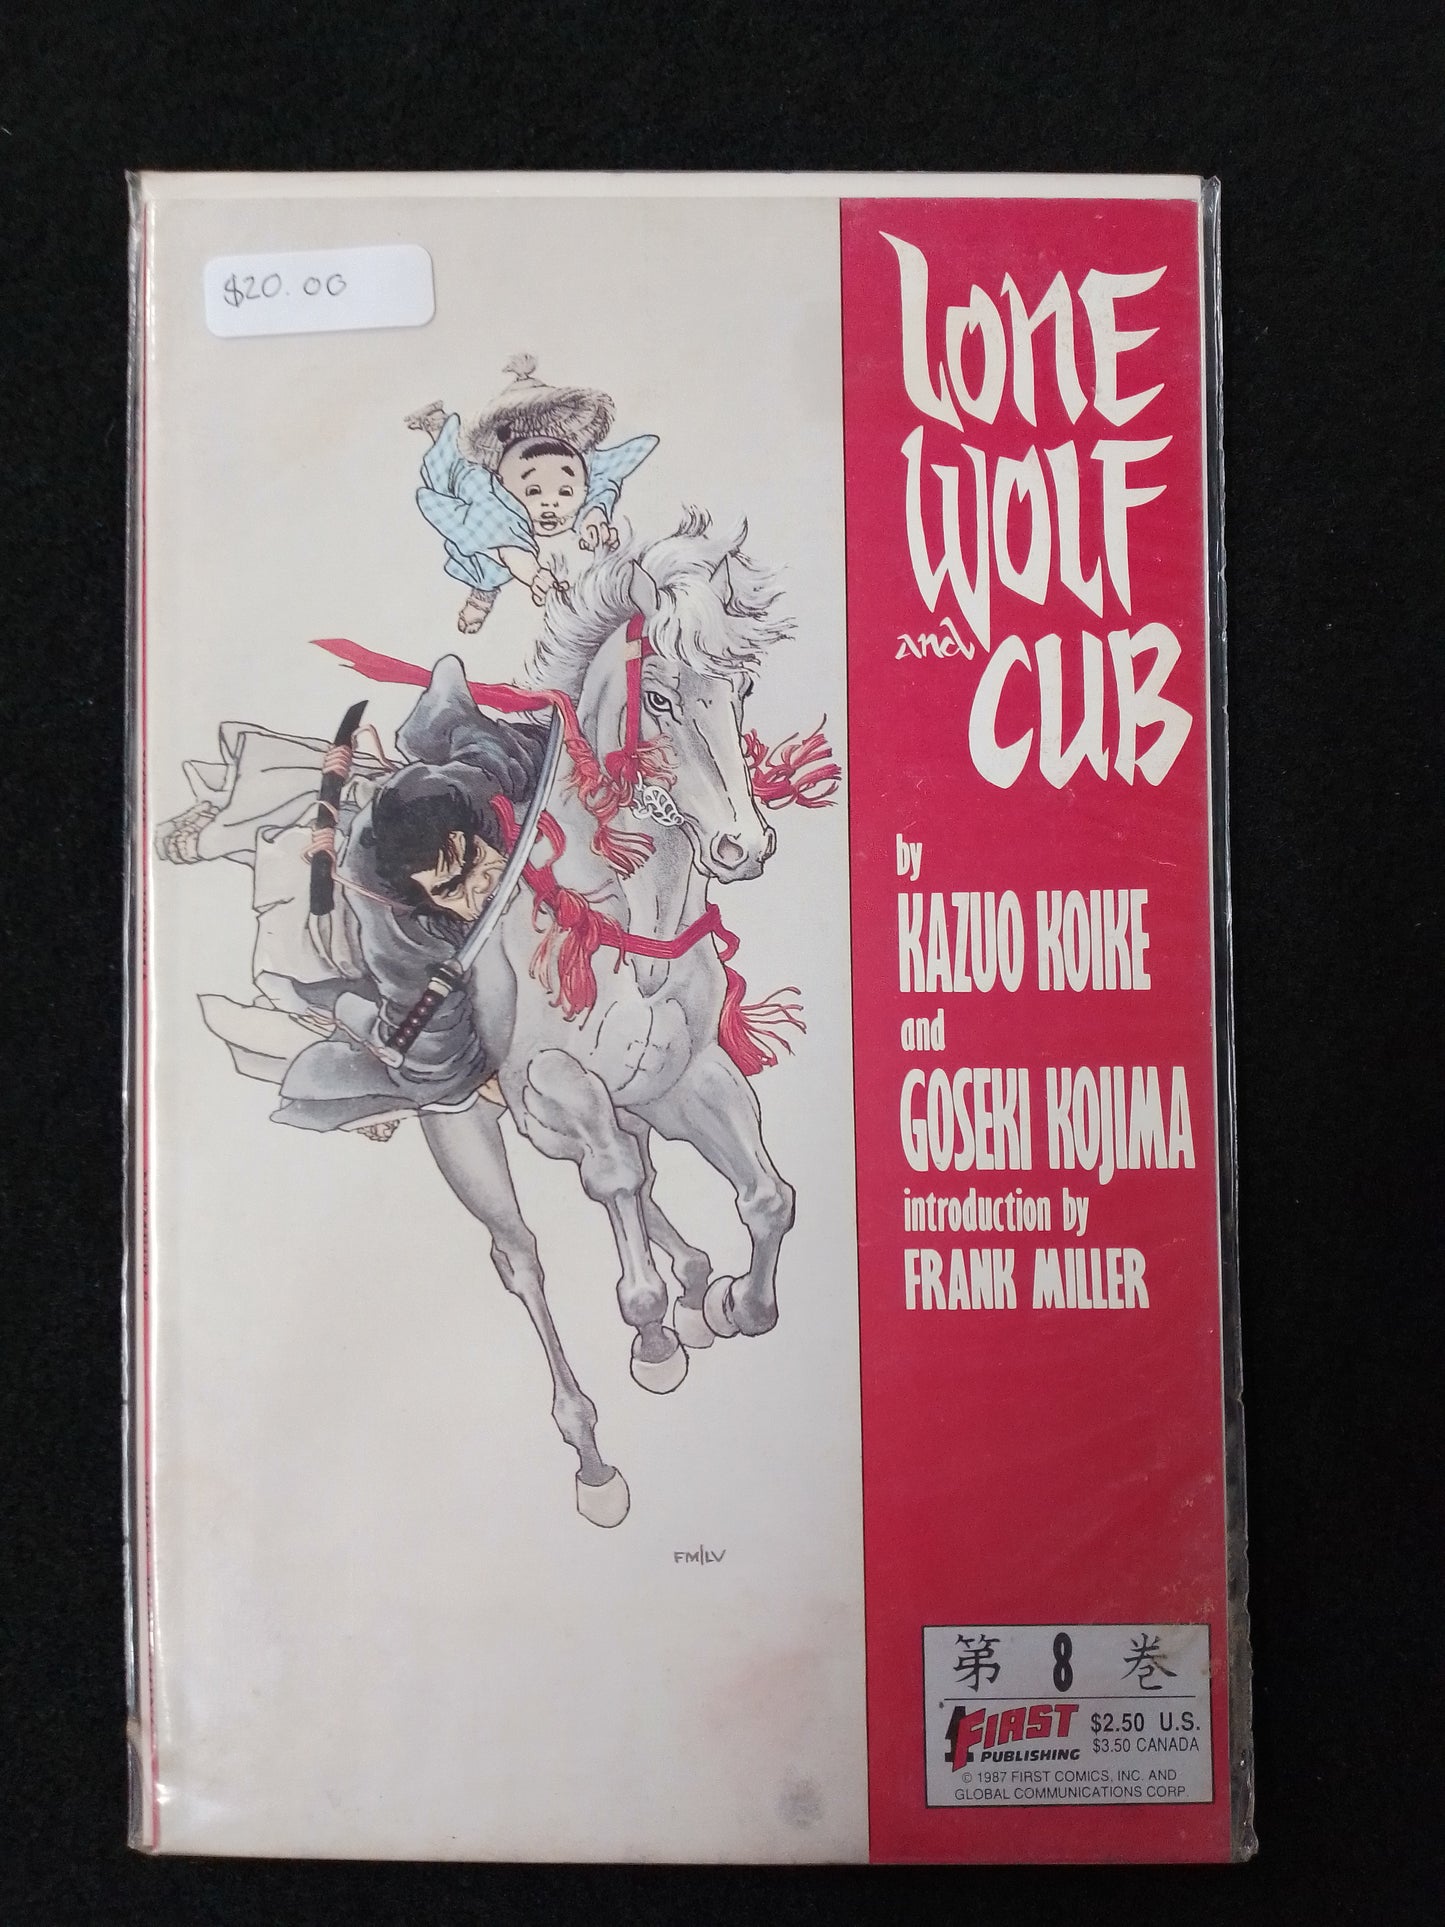 $20.00
LONE
WOLF
and CUB
by
KAZUO KOIKE
and
GOSEKI KOJIMA
introduction by
FRANK MILLER
FM/LV
第 8 巻
FIRST
PUBLISHING
$2.50 U.S.
$3.50 CANADA
© 1987 FIRST COMICS, INC. AND
GLOBAL COMMUNICATIONS CORP.